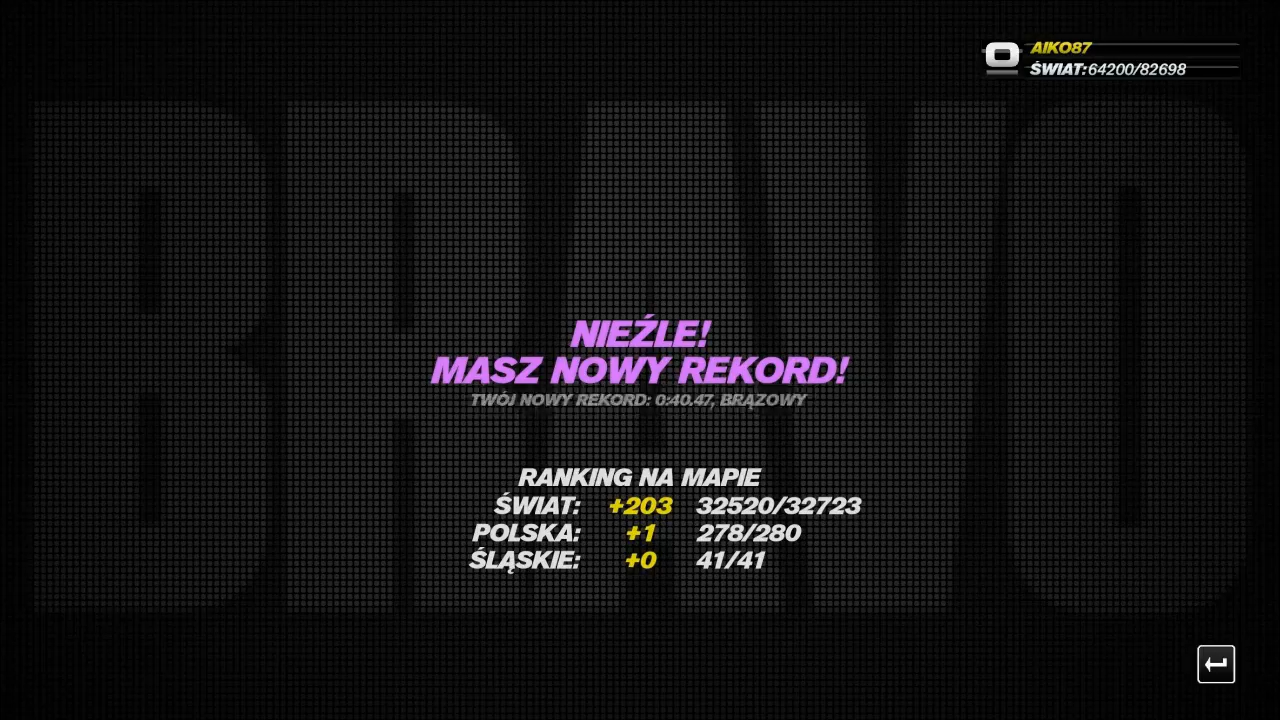 AIKO87
ŚWIAT:64200/82698
BRAVO
NIEŹLE!
MASZ NOWY REKORD!
TWÓJ NOWY REKORD: 0:40.47, BRĄZOWY
RANKING NA MAPIE
ŚWIAT: +203 32520/32723
POLSKA: +1 278/280
ŚLĄSKIE: +0 41/41